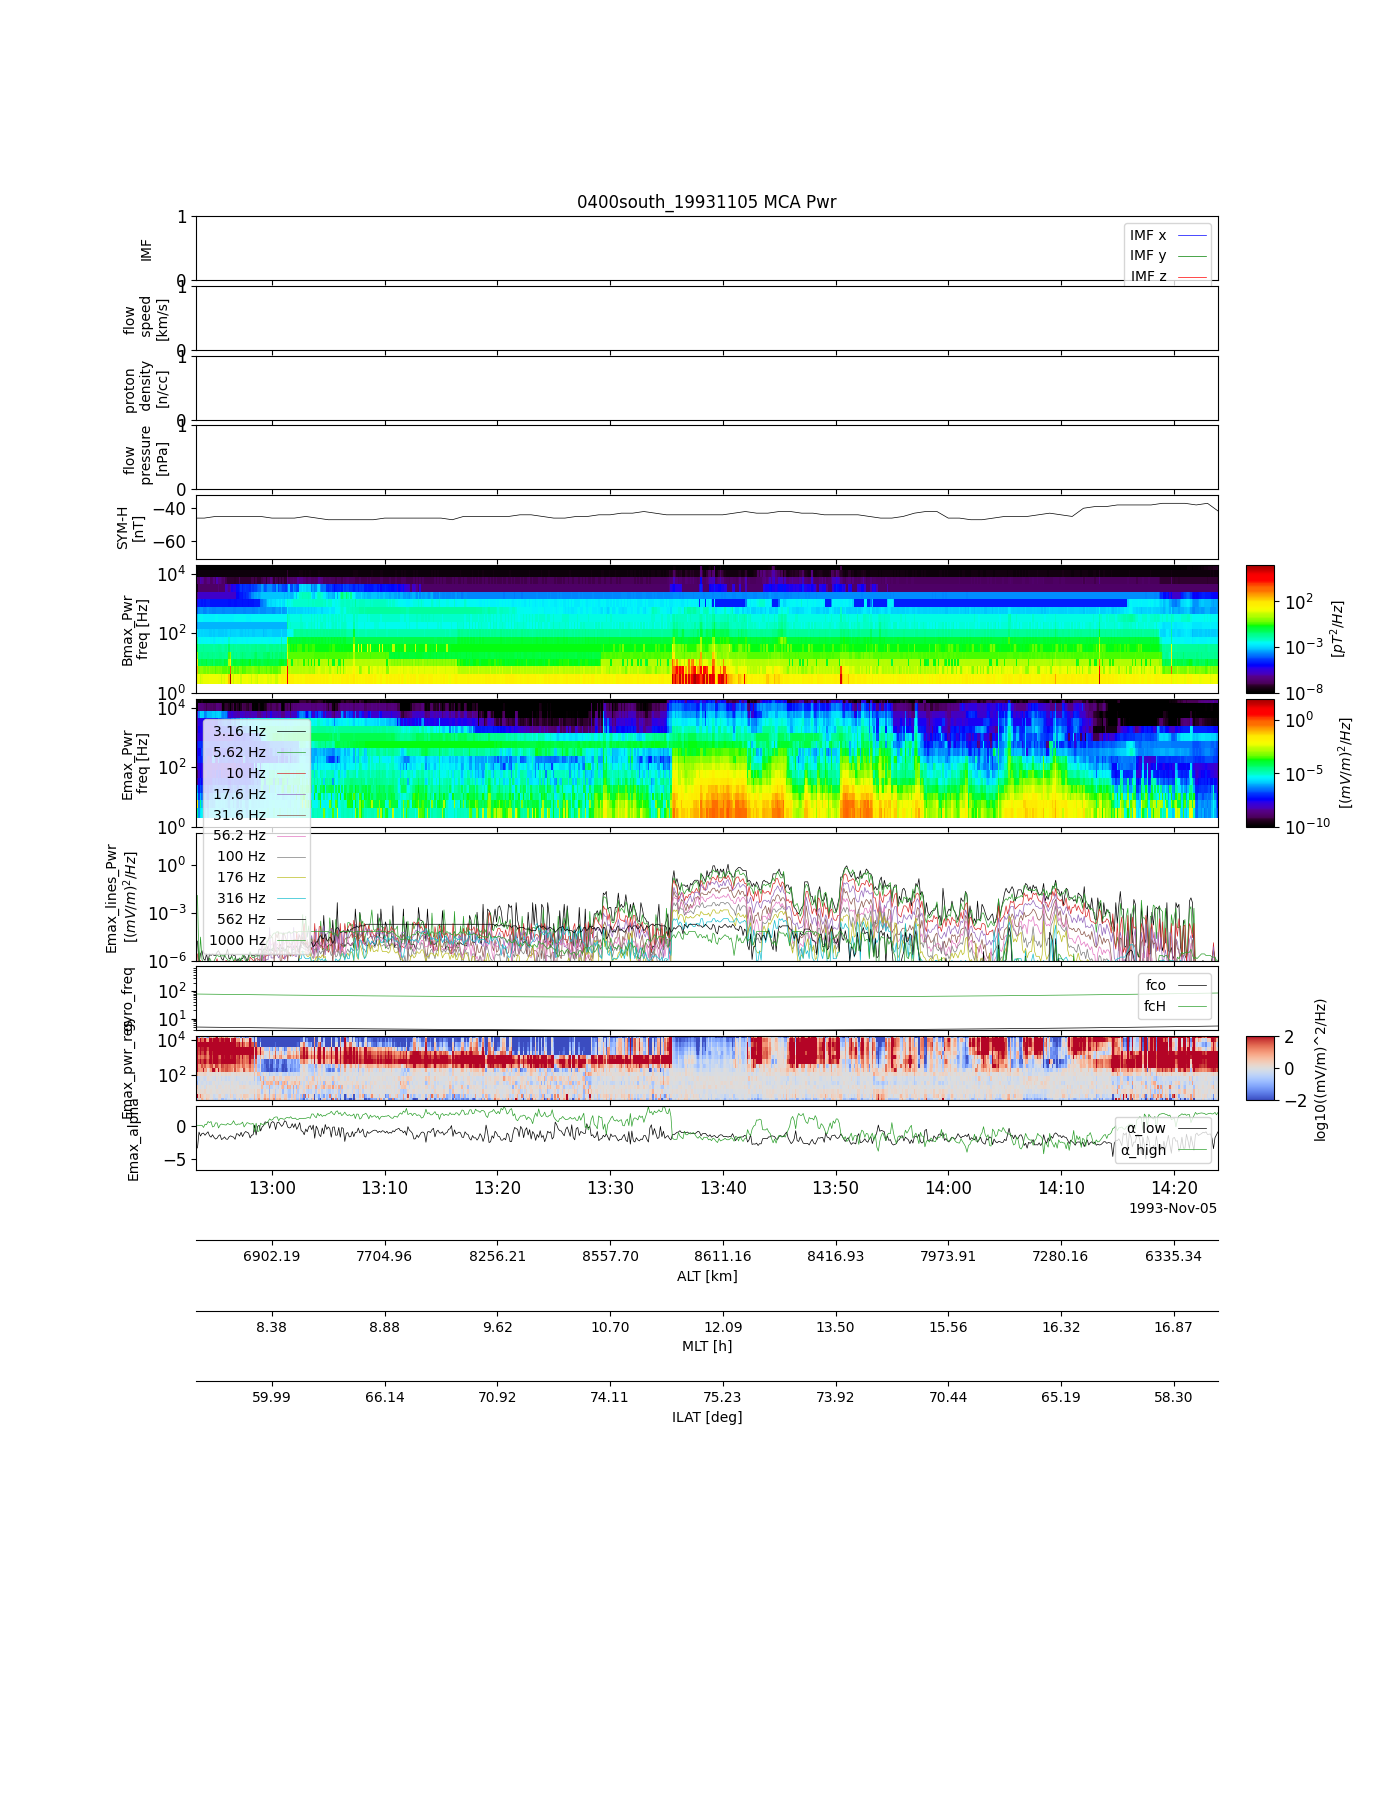 0400south_19931105 MCA Pwr
1
0
IMF
IMF x
IMF y
IMF z
1
0
flow
speed
[km/s]
1
0
proton
density
[n/cc]
1
0
flow
pressure
[nPa]
−40
−60
SYM-H
[nT]
10^4
10^2
10^0
Bmax_Pwr
freq [Hz]
10^2
10^−3
10^−8
[pT^2/Hz]
10^4
10^2
10^0
Emax_Pwr
freq [Hz]
10^0
10^−5
10^−10
[(mV/m)^2/Hz]
3.16 Hz
5.62 Hz
10 Hz
17.6 Hz
31.6 Hz
56.2 Hz
100 Hz
176 Hz
316 Hz
562 Hz
1000 Hz
10^0
10^−3
10^−6
Emax_lines_Pwr
[(mV/m)^2/Hz]
10^2
10^1
gyro_freq
fco
fcH
10^4
10^2
Emax_pwr_reg
2
0
−2
log10((mV/m)^2/Hz)
0
−5
Emax_alpha
α_low
α_high
13:00 13:10 13:20 13:30 13:40 13:50 14:00 14:10 14:20
1993-Nov-05
6902.19 7704.96 8256.21 8557.70 8611.16 8416.93 7973.91 7280.16 6335.34
ALT [km]
8.38 8.88 9.62 10.70 12.09 13.50 15.56 16.32 16.87
MLT [h]
59.99 66.14 70.92 74.11 75.23 73.92 70.44 65.19 58.30
ILAT [deg]